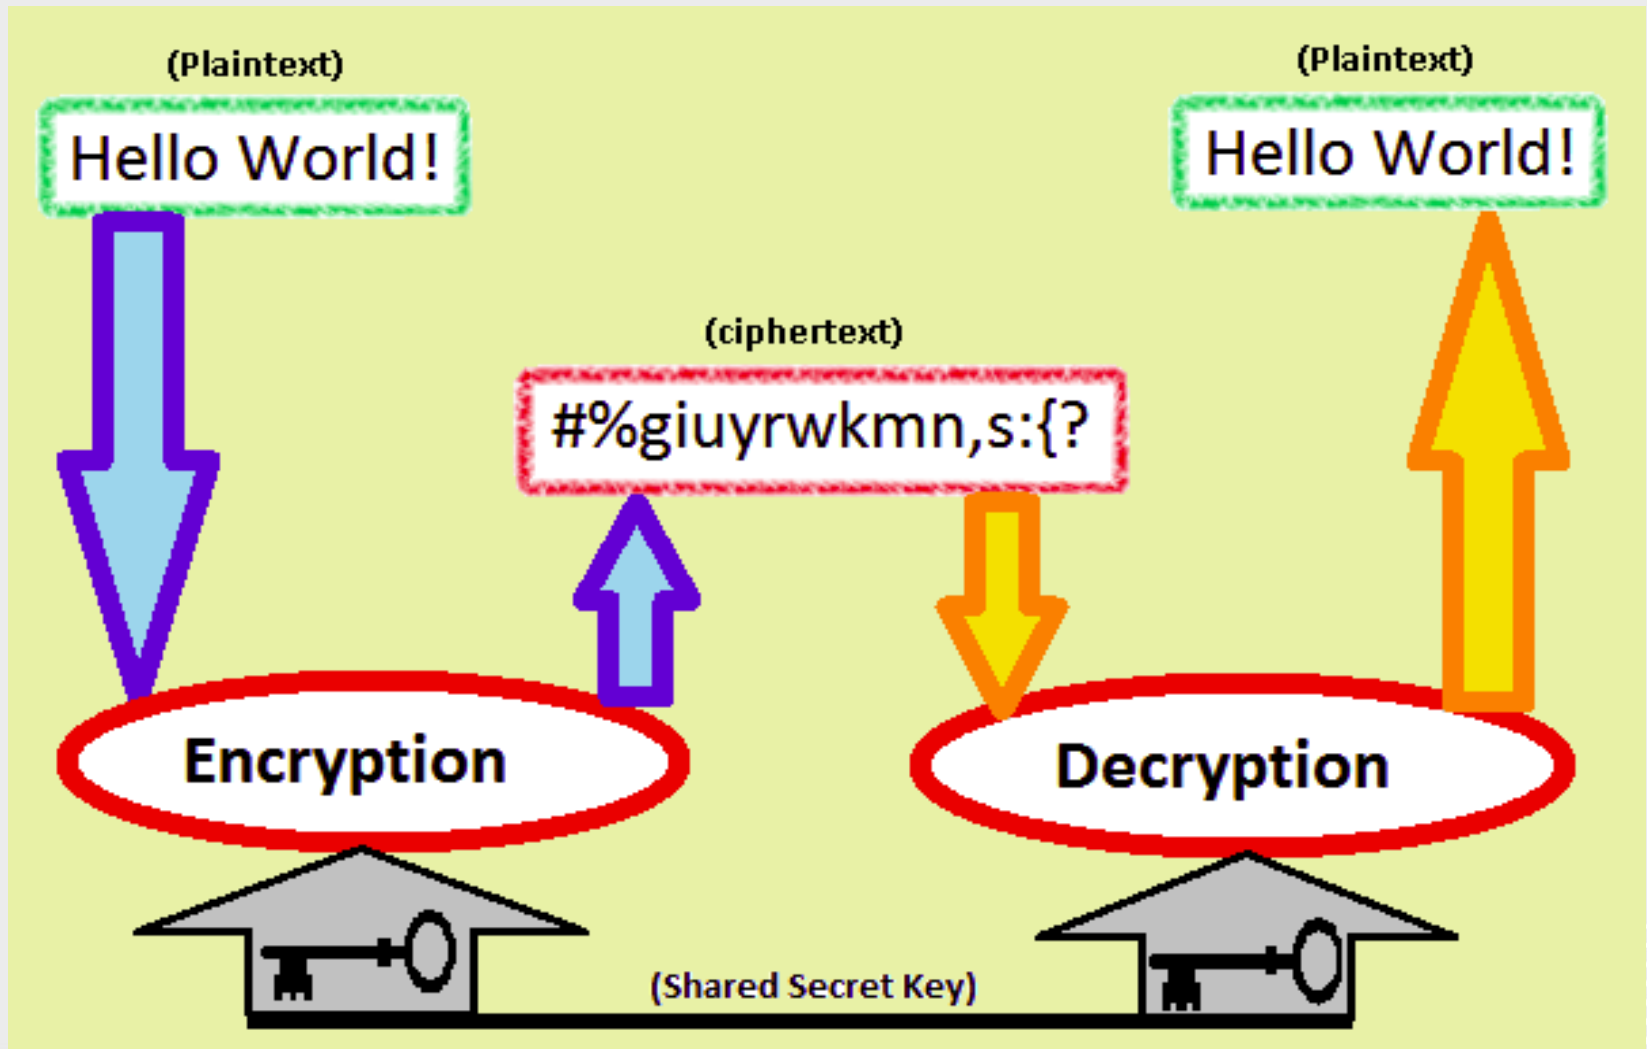 (Plaintext)
Hello World!
(Plaintext)
Hello World!
(ciphertext)
#%giuyrwkmn,s:{?
Encryption
Decryption
(Shared Secret Key)